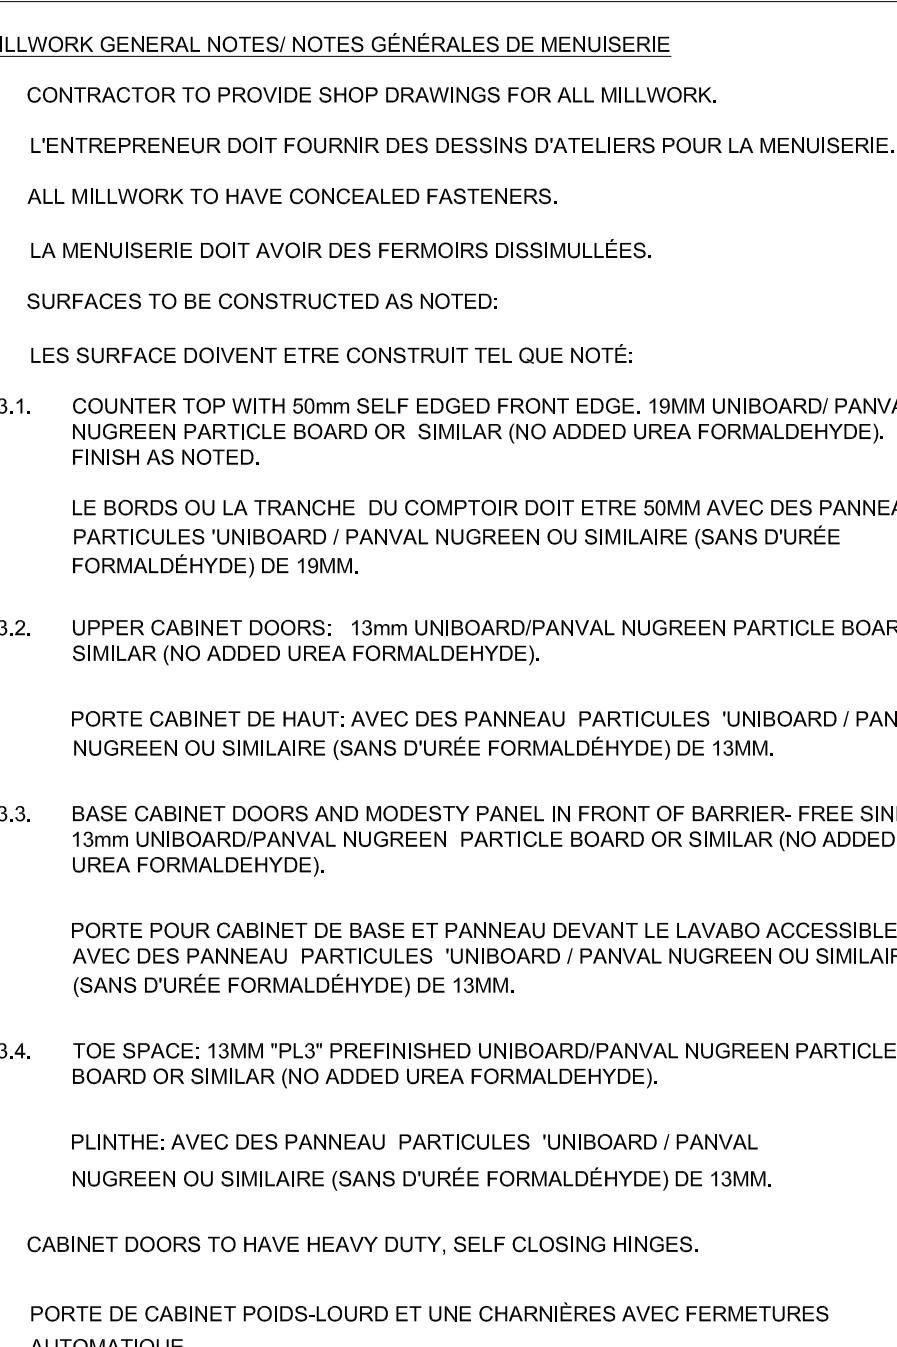 ILLWORK GENERAL NOTES/ NOTES GÉNÉRALES DE MENUISERIE
CONTRACTOR TO PROVIDE SHOP DRAWINGS FOR ALL MILLWORK.
L'ENTREPRENEUR DOIT FOURNIR DES DESSINS D'ATELIERS POUR LA MENUISERIE.
ALL MILLWORK TO HAVE CONCEALED FASTENERS.
LA MENUISERIE DOIT AVOIR DES FERMOIRS DISSIMULLÉES.
SURFACES TO BE CONSTRUCTED AS NOTED:
LES SURFACE DOIVENT ETRE CONSTRUIT TEL QUE NOTÉ:
3.1. COUNTER TOP WITH 50mm SELF EDGED FRONT EDGE. 19MM UNIBOARD/ PANVA
NUGREEN PARTICLE BOARD OR SIMILAR (NO ADDED UREA FORMALDEHYDE).
FINISH AS NOTED.
LE BORDS OU LA TRANCHE DU COMPTOIR DOIT ETRE 50MM AVEC DES PANNEA
PARTICULES 'UNIBOARD / PANVAL NUGREEN OU SIMILAIRE (SANS D'URÉE
FORMALDÉHYDE) DE 19MM.
3.2. UPPER CABINET DOORS: 13mm UNIBOARD/PANVAL NUGREEN PARTICLE BOAR
SIMILAR (NO ADDED UREA FORMALDEHYDE).
PORTE CABINET DE HAUT: AVEC DES PANNEAU PARTICULES 'UNIBOARD / PAN
NUGREEN OU SIMILAIRE (SANS D'URÉE FORMALDÉHYDE) DE 13MM.
3.3. BASE CABINET DOORS AND MODESTY PANEL IN FRONT OF BARRIER- FREE SIN
13mm UNIBOARD/PANVAL NUGREEN PARTICLE BOARD OR SIMILAR (NO ADDED
UREA FORMALDEHYDE).
PORTE POUR CABINET DE BASE ET PANNEAU DEVANT LE LAVABO ACCESSIBLE
AVEC DES PANNEAU PARTICULES 'UNIBOARD / PANVAL NUGREEN OU SIMILAIR
(SANS D'URÉE FORMALDÉHYDE) DE 13MM.
3.4. TOE SPACE: 13MM "PL3" PREFINISHED UNIBOARD/PANVAL NUGREEN PARTICLE
BOARD OR SIMILAR (NO ADDED UREA FORMALDEHYDE).
PLINTHE: AVEC DES PANNEAU PARTICULES 'UNIBOARD / PANVAL
NUGREEN OU SIMILAIRE (SANS D'URÉE FORMALDÉHYDE) DE 13MM.
CABINET DOORS TO HAVE HEAVY DUTY, SELF CLOSING HINGES.
PORTE DE CABINET POIDS-LOURD ET UNE CHARNIÈRES AVEC FERMETURES
AUTOMATIQUE